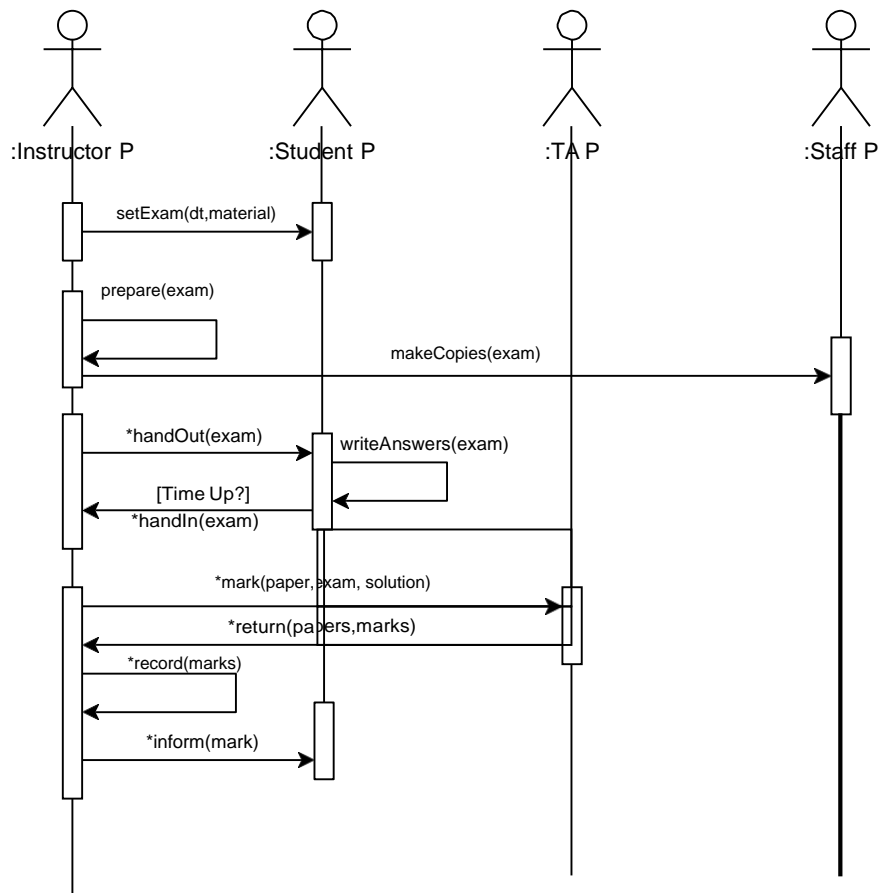 :Instructor P
:Student P
:TA P
:Staff P
setExam(dt,material)
prepare(exam)
makeCopies(exam)
*handOut(exam)
writeAnswers(exam)
[Time Up?]
*handIn(exam)
*mark(paper,exam, solution)
*return(papers,marks)
*record(marks)
*inform(mark)